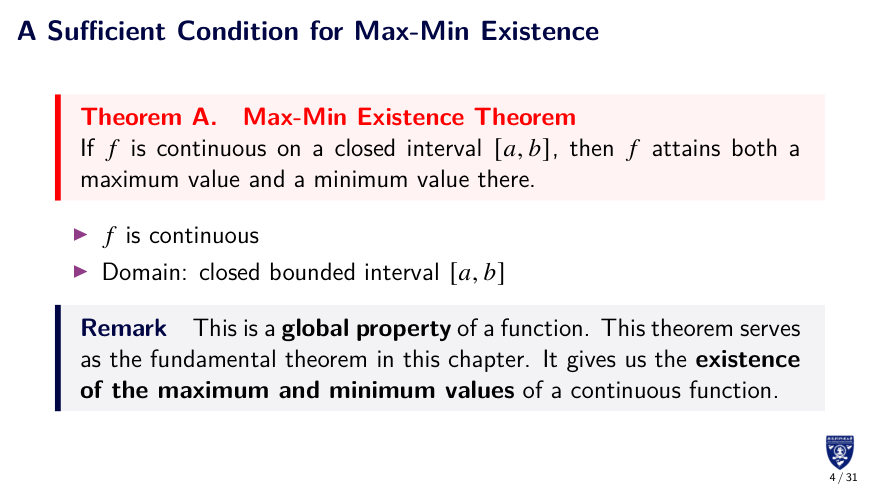 A Sufficient Condition for Max-Min Existence
Theorem A. Max-Min Existence Theorem
If f is continuous on a closed interval [a, b], then f attains both a
maximum value and a minimum value there.
▶ f is continuous
▶ Domain: closed bounded interval [a, b]
Remark This is a global property of a function. This theorem serves
as the fundamental theorem in this chapter. It gives us the existence
of the maximum and minimum values of a continuous function.
4 / 31